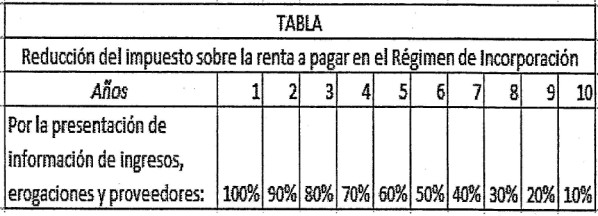 TABLA
Reducción del impuesto sobre la renta a pagar en el Régimen de Incorporación
Años 1 2 3 4 5 6 7 8 9 10
Por la presentación de
información de ingresos,
erogaciones y proveedores: 100% 90% 80% 70% 60% 50% 40% 30% 20% 10%